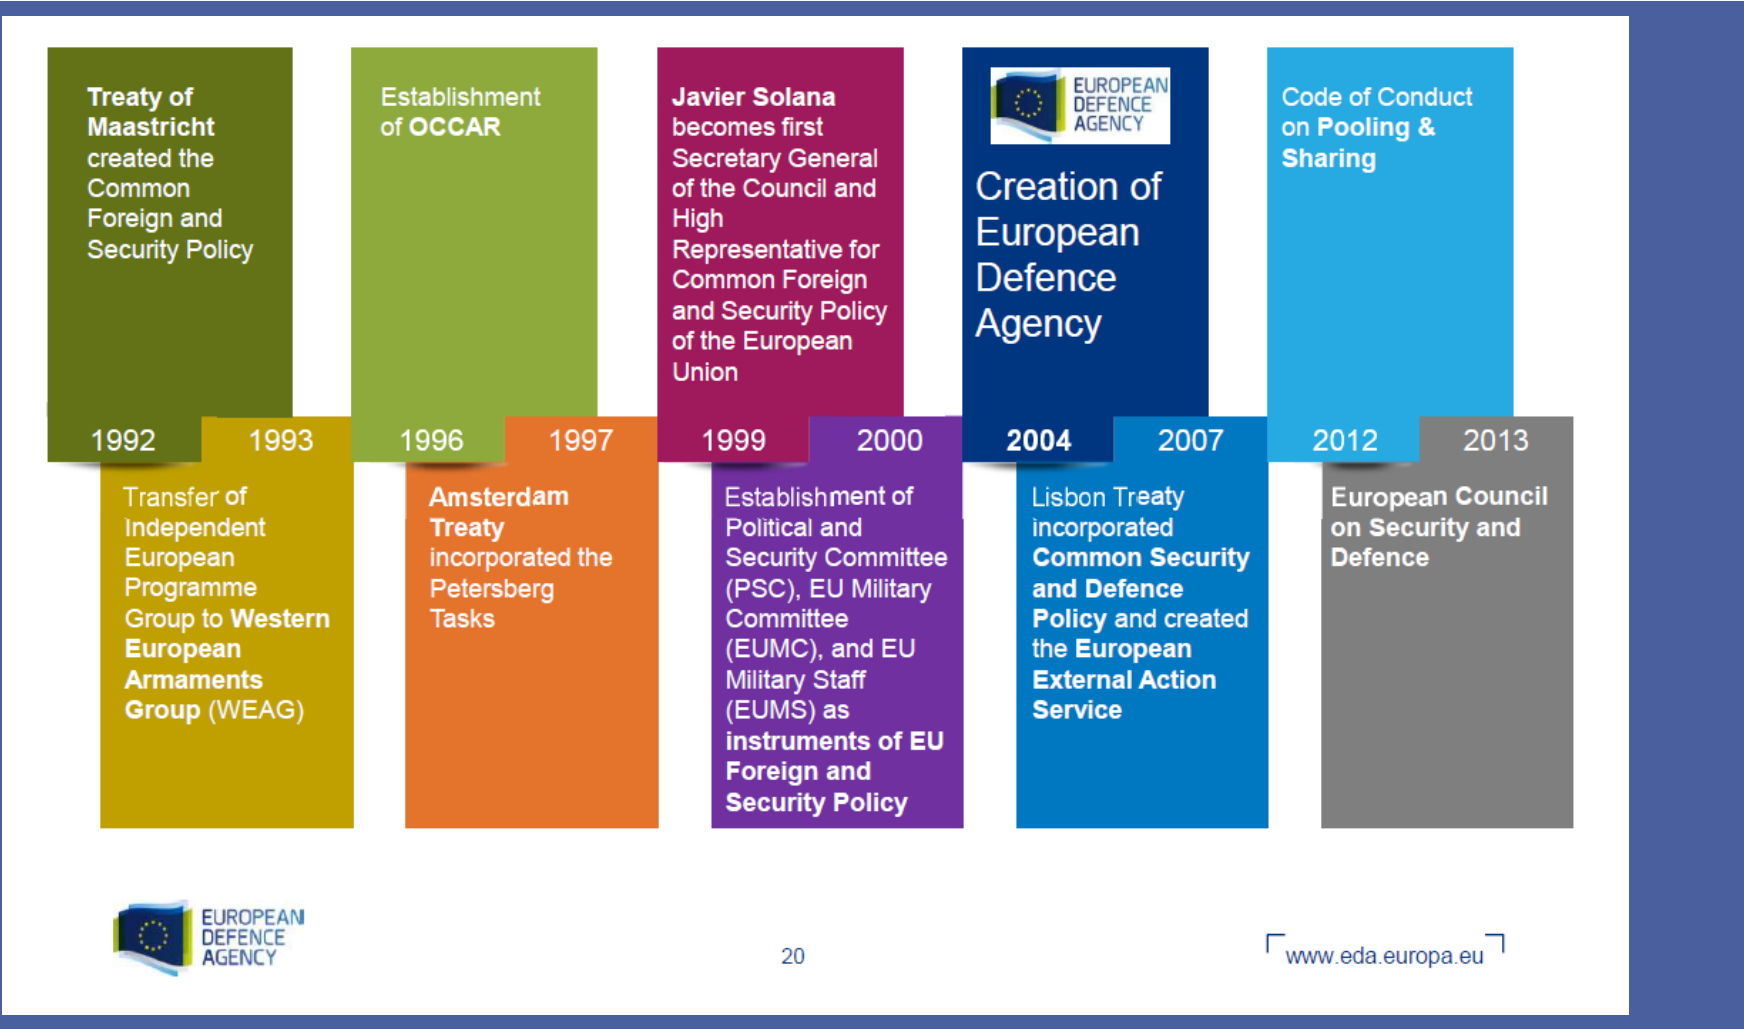 Treaty of
Maastricht
created the
Common
Foreign and
Security Policy
1992
1993
Transfer of
Independent
European
Programme
Group to Western
European
Armaments
Group (WEAG)
Establishment
of OCCAR
1996
1997
Amsterdam
Treaty
incorporated the
Petersberg
Tasks
Javier Solana
becomes first
Secretary General
of the Council and
High
Representative for
Common Foreign
and Security Policy
of the European
Union
1999
2000
Establishment of
Political and
Security Committee
(PSC), EU Military
Committee
(EUMC), and EU
Military Staff
(EUMS) as
instruments of EU
Foreign and
Security Policy
EUROPEAN
DEFENCE
AGENCY
Creation of
European
Defence
Agency
2004
2007
Lisbon Treaty
incorporated
Common Security
and Defence
Policy and created
the European
External Action
Service
Code of Conduct
on Pooling &
Sharing
2012
2013
European Council
on Security and
Defence
EUROPEAN
DEFENCE
AGENCY
20
www.eda.europa.eu